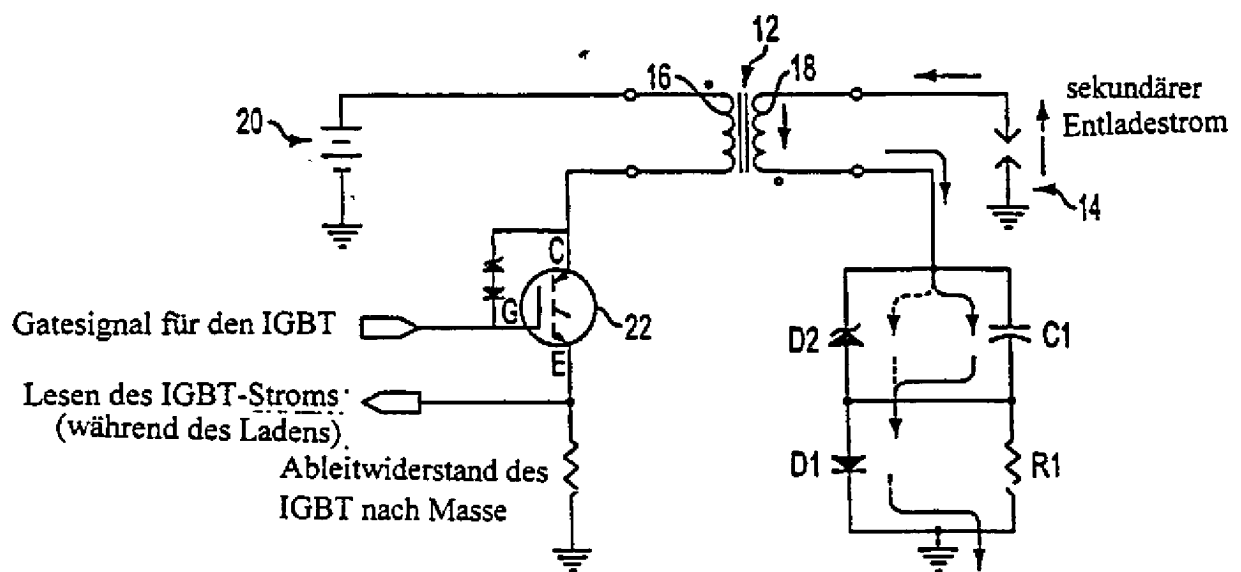 12
16
18
20
sekundärer
Entladestrom
14
C
G
E
22
Gatesignal für den IGBT
Lesen des IGBT-Stroms
(während des Ladens)
Ableitwiderstand des
IGBT nach Masse
D2
C1
D1
R1